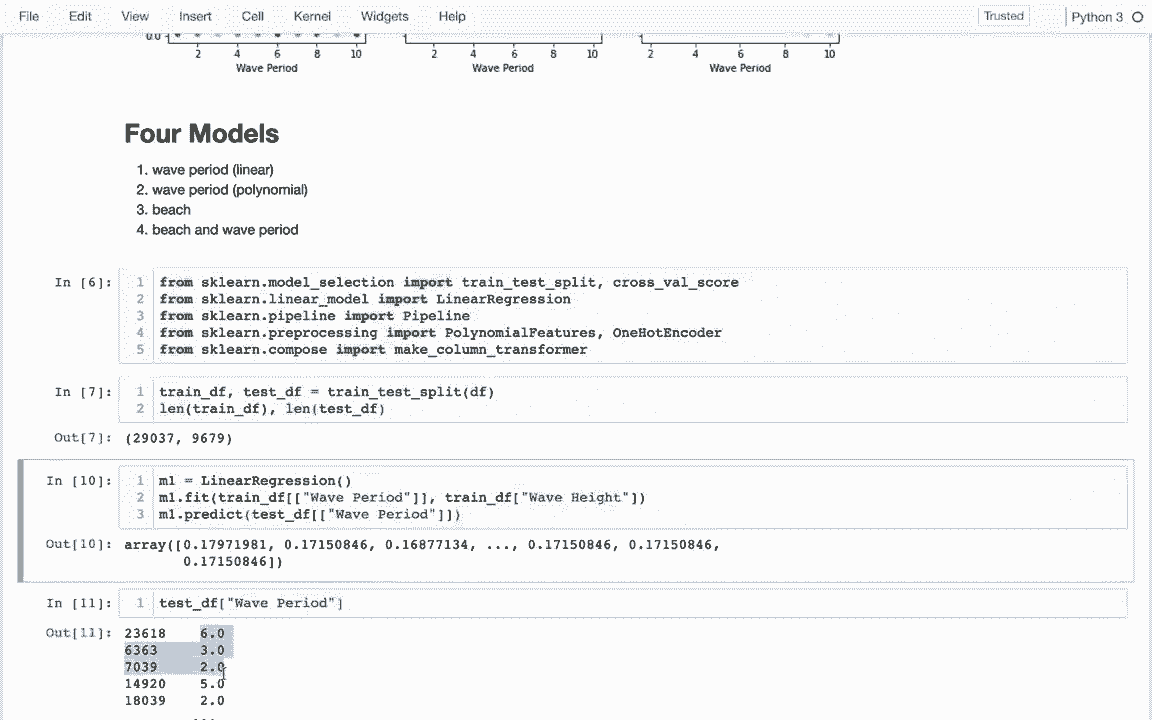 File Edit View Insert Cell Kernel Widgets Help Trusted Python 3
0.0
2 4 6 8 10 2 4 6 8 10 2 4 6 8 10
Wave Period Wave Period Wave Period
Four Models
1. wave period (linear)
2. wave period (polynomial)
3. beach
4. beach and wave period
In [6]: 1 from sklearn.model_selection import train_test_split, cross_val_score
2 from sklearn.linear_model import LinearRegression
3 from sklearn.pipeline import Pipeline
4 from sklearn.preprocessing import PolynomialFeatures, OneHotEncoder
5 from sklearn.compose import make_column_transformer
In [7]: 1 train_df, test_df = train_test_split(df)
2 len(train_df), len(test_df)
Out[7]: (29037, 9679)
In [10]: 1 m1 = LinearRegression()
2 m1.fit(train_df[["Wave Period"]], train_df["Wave Height"])
3 m1.predict(test_df[["Wave Period"]])
Out[10]: array([0.17971981, 0.17150846, 0.16877134, ..., 0.17150846, 0.17150846,
0.17150846])
In [11]: 1 test_df["Wave Period"]
Out[11]: 23618 6.0
6363 3.0
7039 2.0
14920 5.0
18039 2.0
...